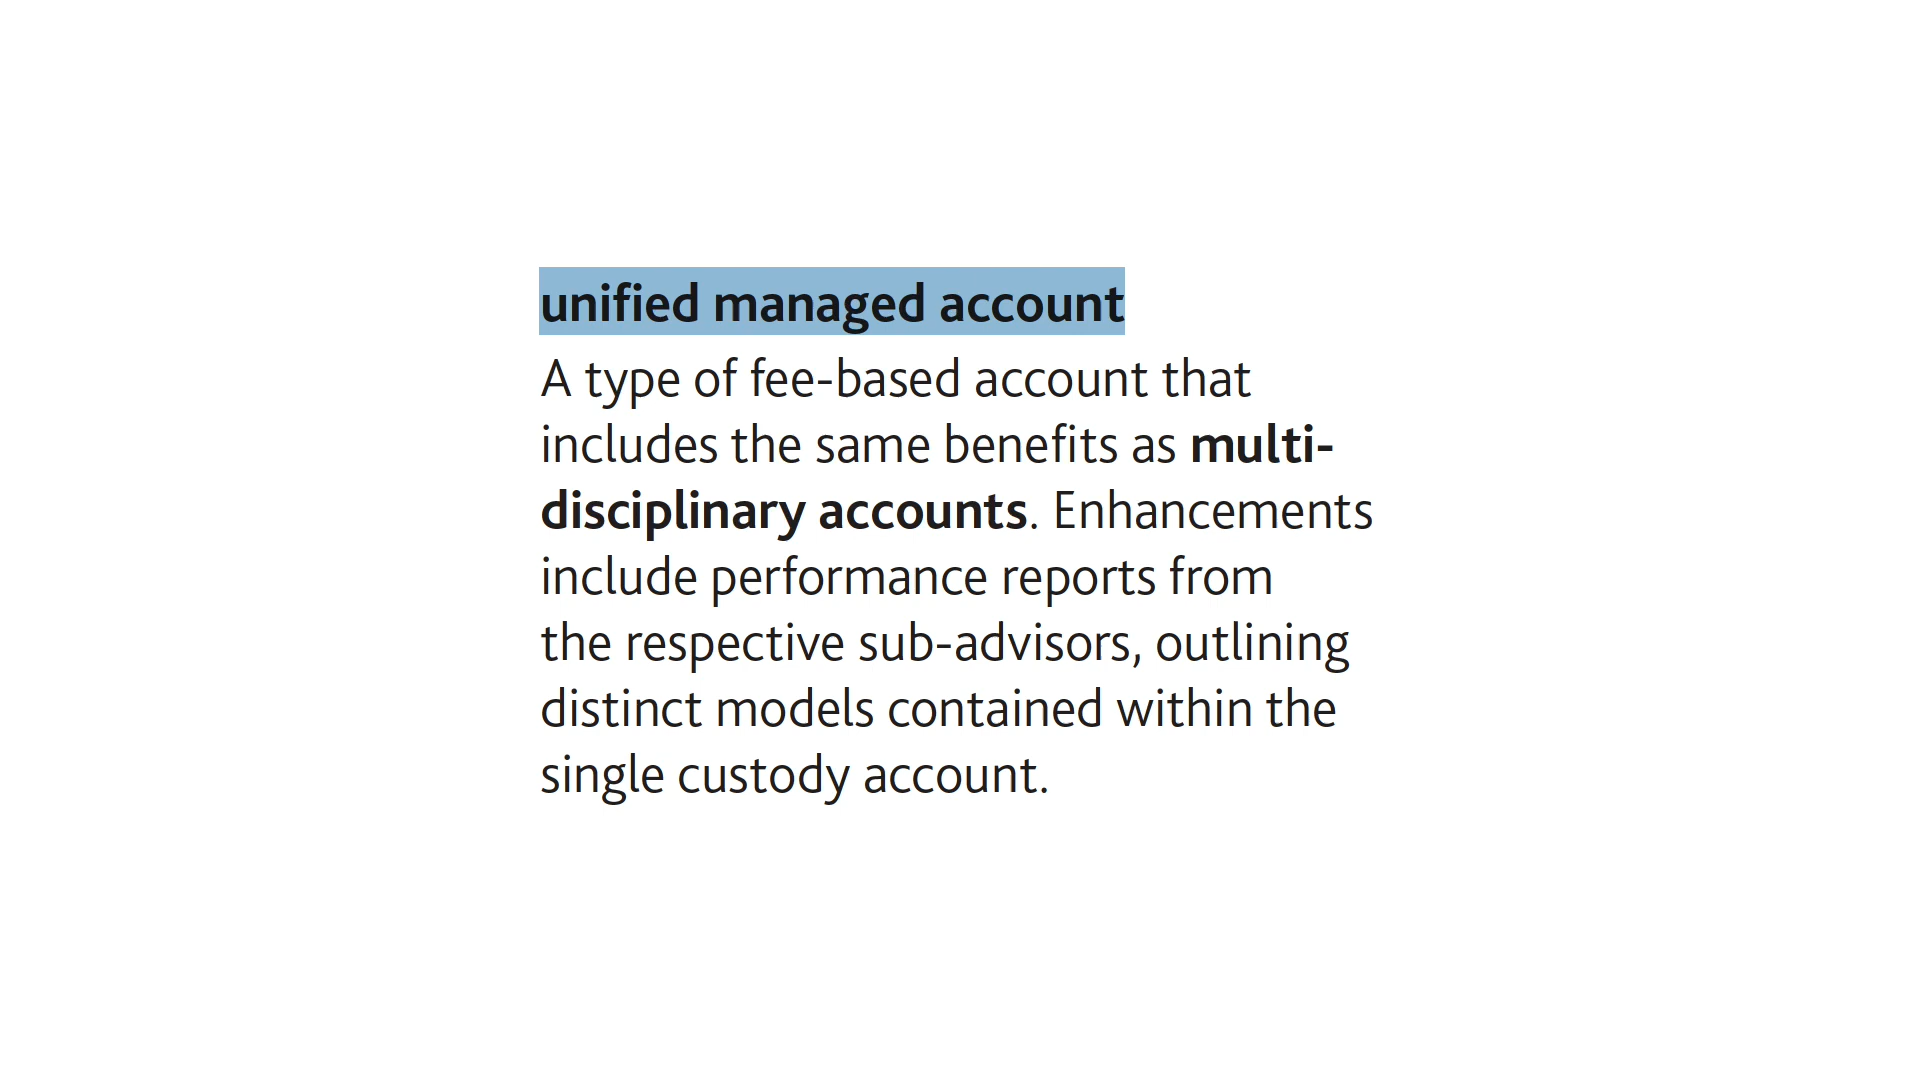 unified managed account
A type of fee-based account that
includes the same benefits as multi-
disciplinary accounts. Enhancements
include performance reports from
the respective sub-advisors, outlining
distinct models contained within the
single custody account.